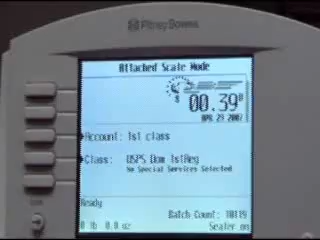 Pitney Bowes
Attached Scale Mode
$ 00.39
APR 29 2007
Account: 1st class
Class: USPS Dom 1stReg
No Special Services Selected
Ready
Batch Count: 10119
0 lb 0.0 oz
Sealer on